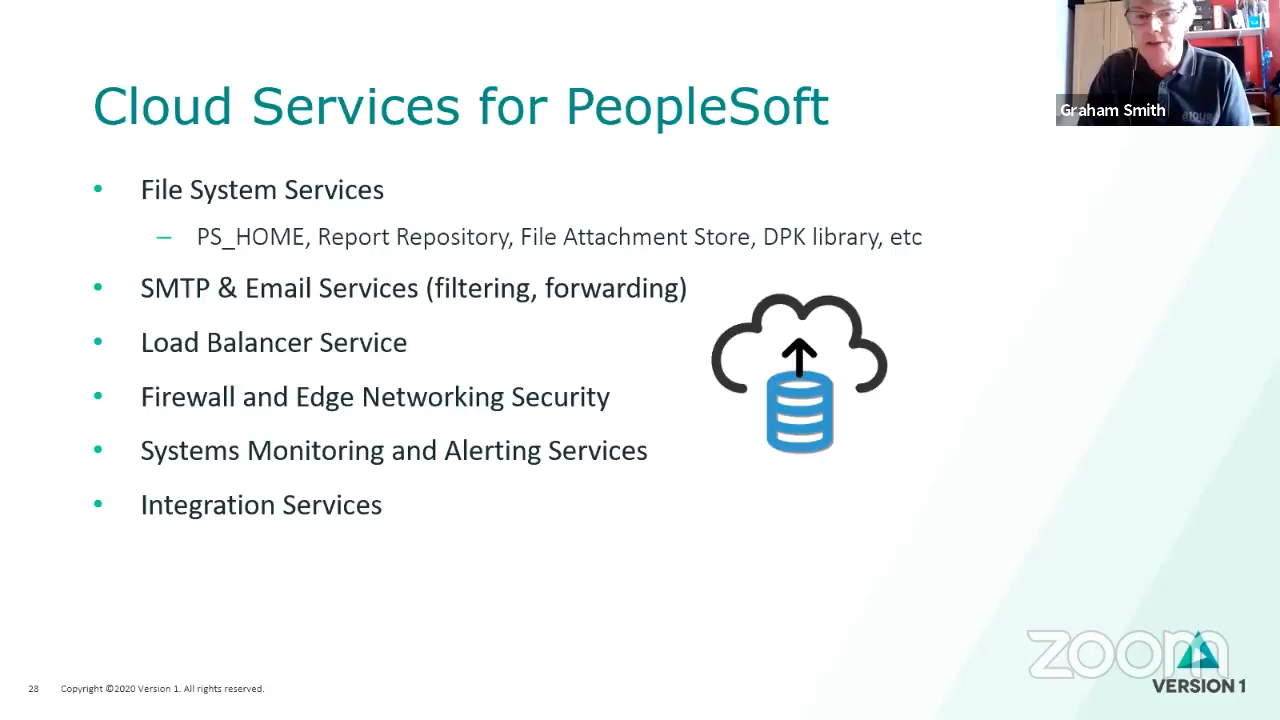 Cloud Services for PeopleSoft
Graham Smith
• File System Services
– PS_HOME, Report Repository, File Attachment Store, DPK library, etc
• SMTP & Email Services (filtering, forwarding)
• Load Balancer Service
• Firewall and Edge Networking Security
• Systems Monitoring and Alerting Services
• Integration Services
zoom
VERSION 1
28 Copyright ©2020 Version 1. All rights reserved.